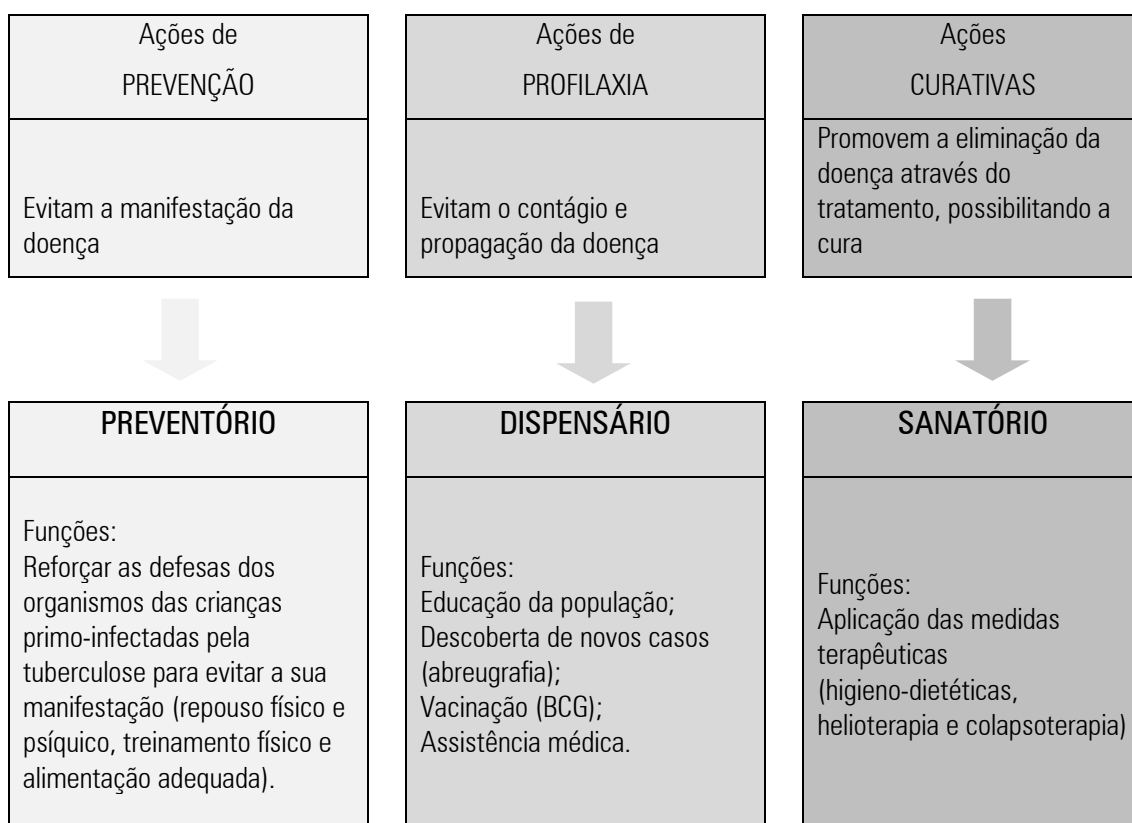 Ações de
PREVENÇÃO
Evitam a manifestação da
doença
Ações de
PROFILAXIA
Evitam o contágio e
propagação da doença
Ações
CURATIVAS
Promovem a eliminação da
doença através do
tratamento, possibilitando a
cura
PREVENTÓRIO
Funções:
Reforçar as defesas dos
organismos das crianças
primo-infectadas pela
tuberculose para evitar a sua
manifestação (repouso físico e
psíquico, treinamento físico e
alimentação adequada).
DISPENSÁRIO
Funções:
Educação da população;
Descoberta de novos casos
(abreugrafia);
Vacinação (BCG);
Assistência médica.
SANATÓRIO
Funções:
Aplicação das medidas
terapêuticas
(higieno-dietéticas,
helioterapia e colapsoterapia)